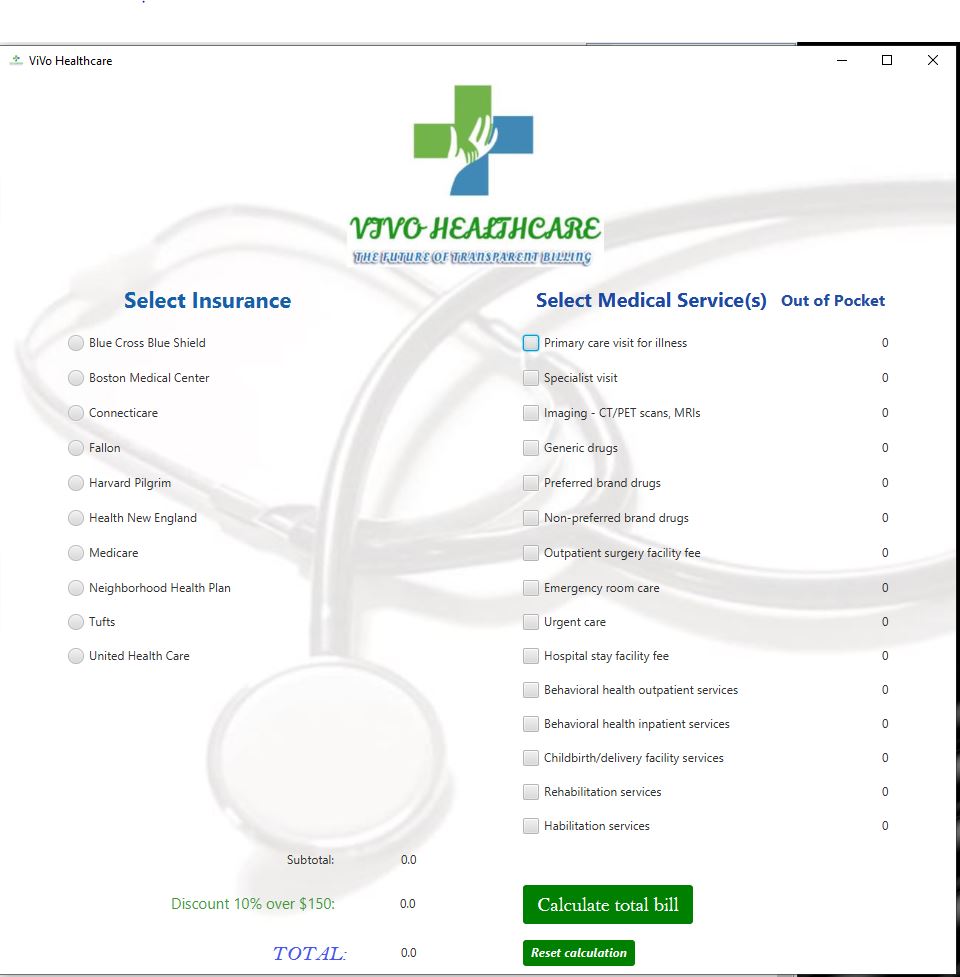 ViVo Healthcare
VIVO HEALTHCARE
THE FUTURE OF TRANSPARENT BILLING
Select Insurance
Blue Cross Blue Shield
Boston Medical Center
Connecticare
Fallon
Harvard Pilgrim
Health New England
Medicare
Neighborhood Health Plan
Tufts
United Health Care
Select Medical Service(s) Out of Pocket
Primary care visit for illness 0
Specialist visit 0
Imaging - CT/PET scans, MRIs 0
Generic drugs 0
Preferred brand drugs 0
Non-preferred brand drugs 0
Outpatient surgery facility fee 0
Emergency room care 0
Urgent care 0
Hospital stay facility fee 0
Behavioral health outpatient services 0
Behavioral health inpatient services 0
Childbirth/delivery facility services 0
Rehabilitation services 0
Habilitation services 0
Subtotal: 0.0
Discount 10% over $150: 0.0
TOTAL: 0.0
Calculate total bill
Reset calculation